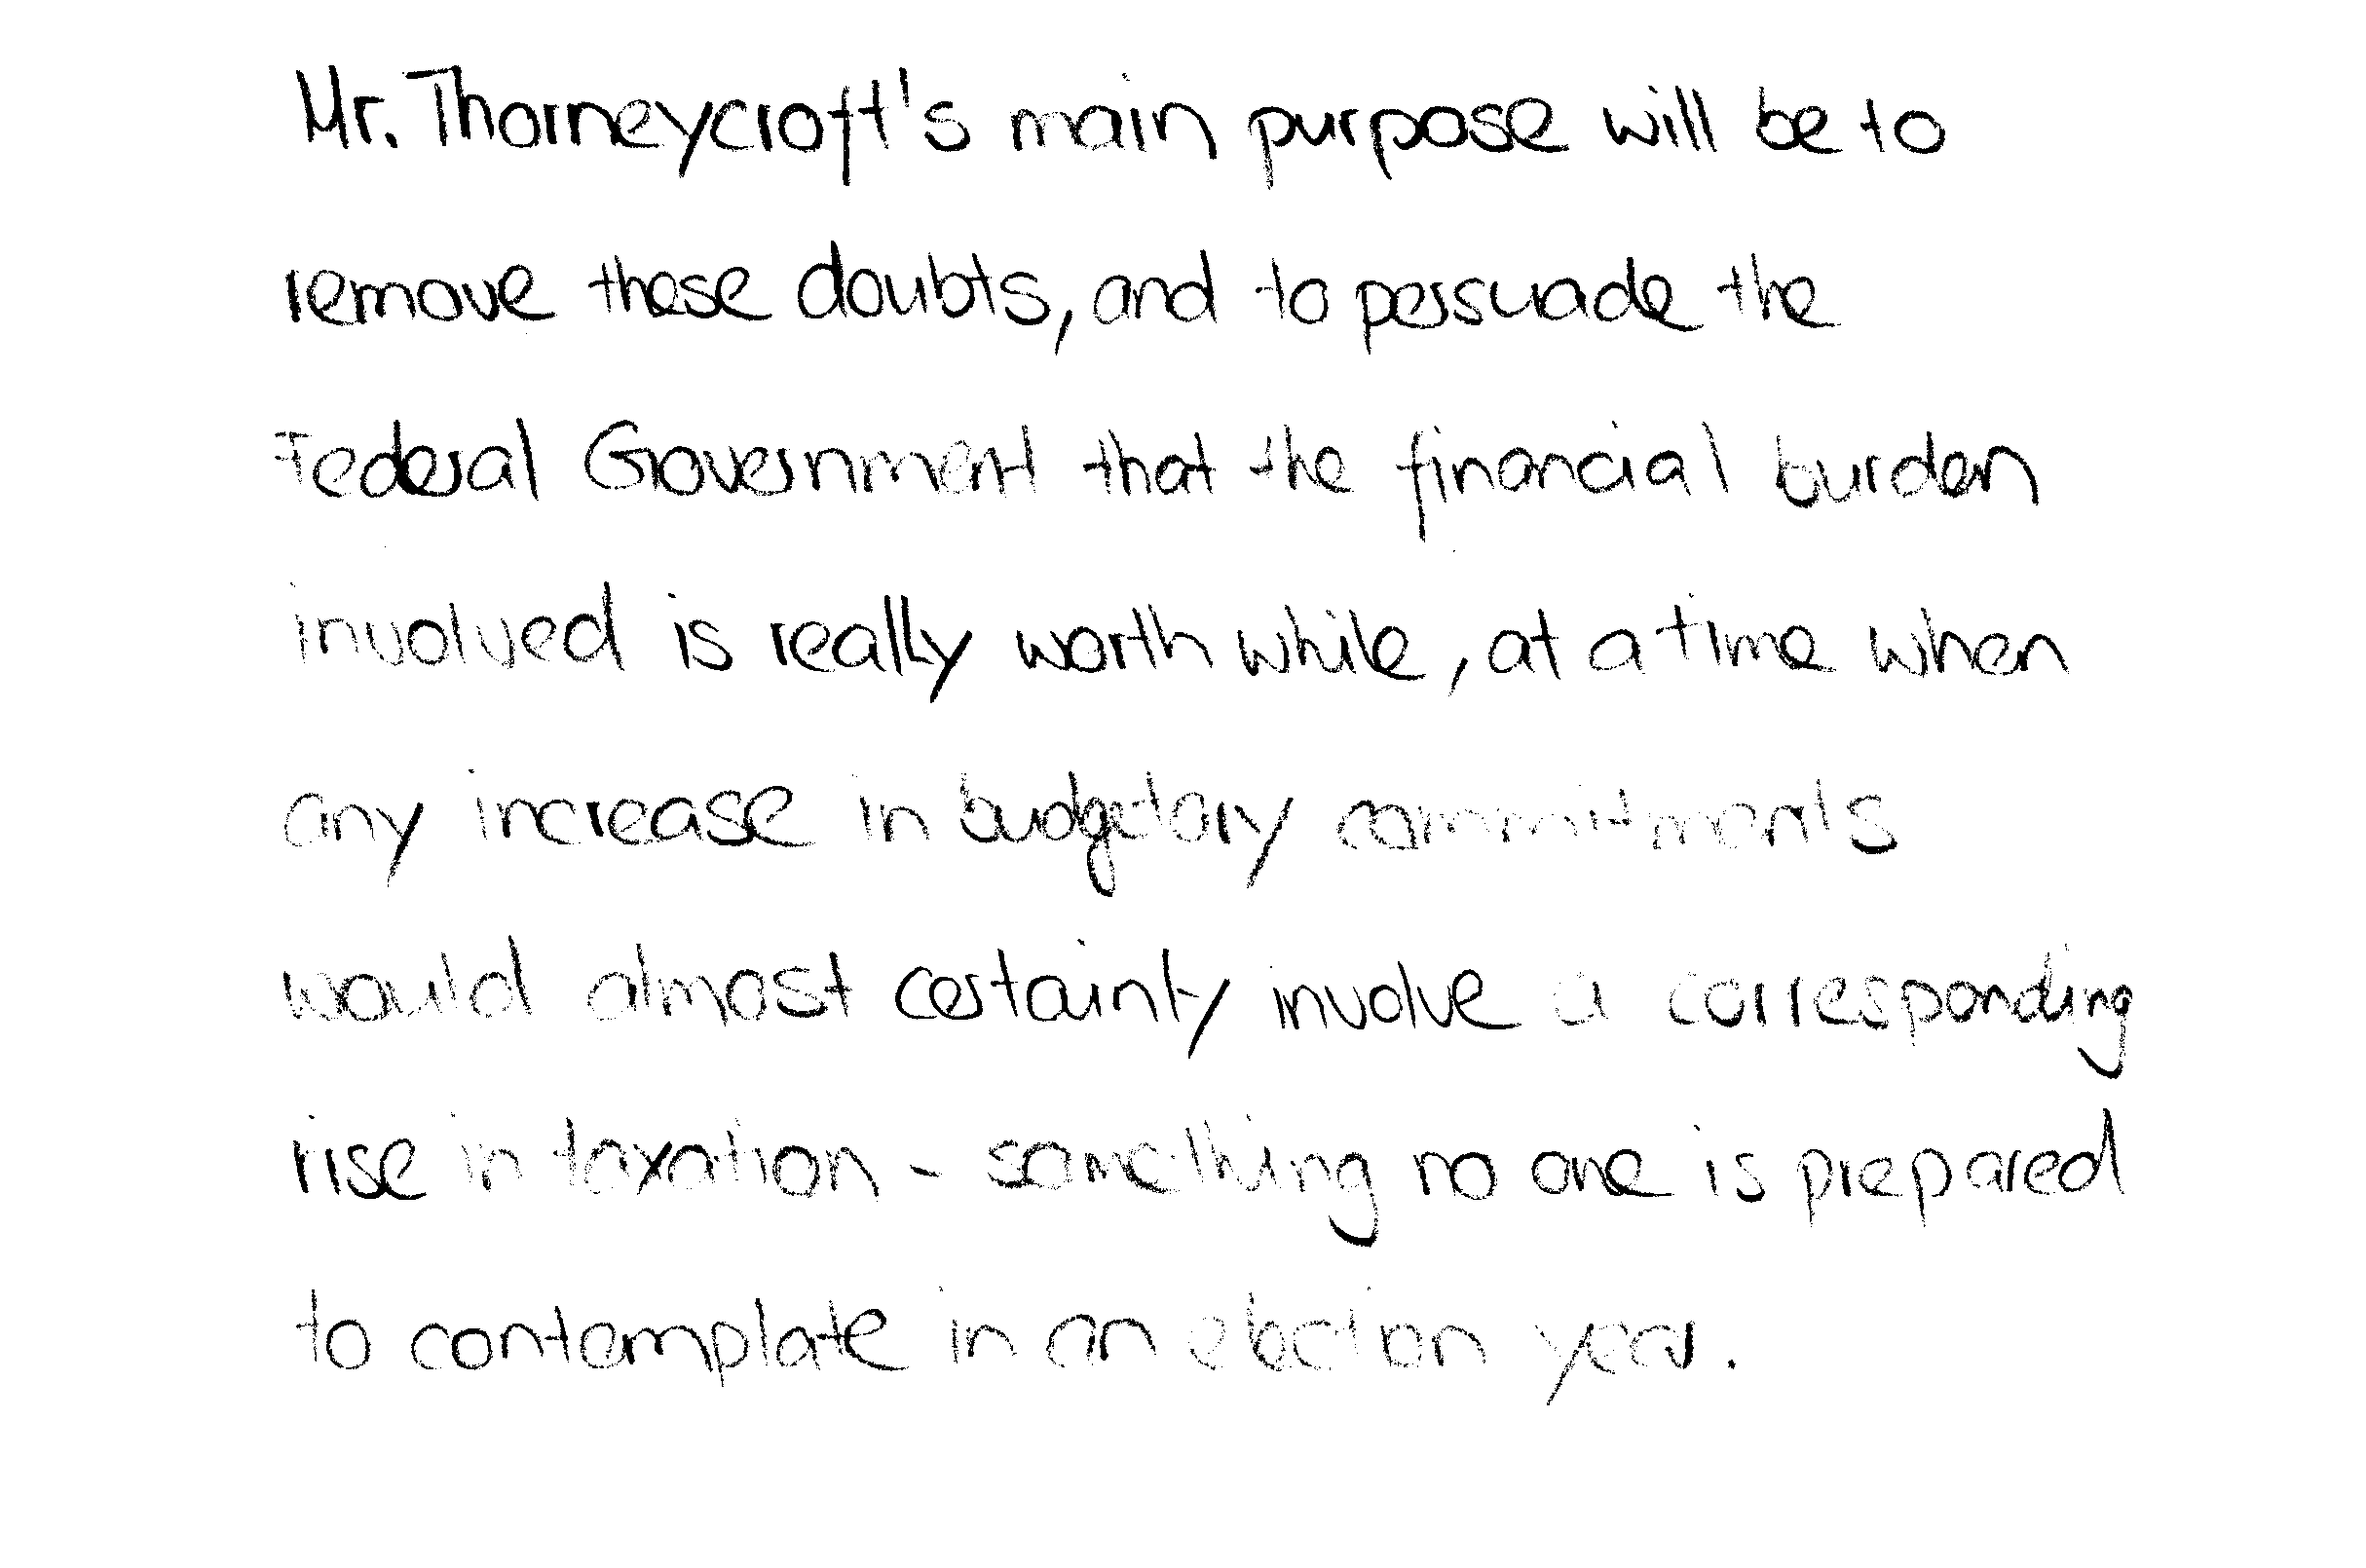 Mr. Thorneycroft's main purpose will be to
remove these doubts, and to persuade the
Federal Government that the financial burden
involved is really worth while, at a time when
any increase in budgetary commitments
would almost certainly involve a corresponding
rise in taxation - something no one is prepared
to contemplate in an election year.